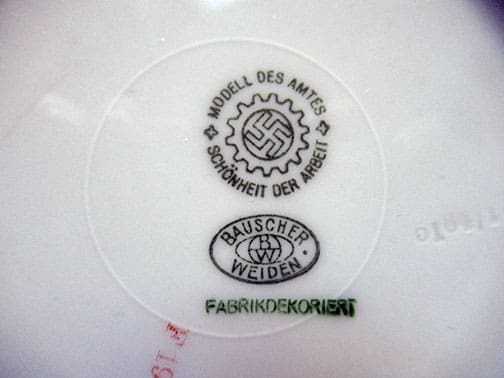 MODELL DES AMTES
SCHÖNHEIT DER ARBEIT
BAUSCHER
BW
WEIDEN
FABRIKDEKORIERT